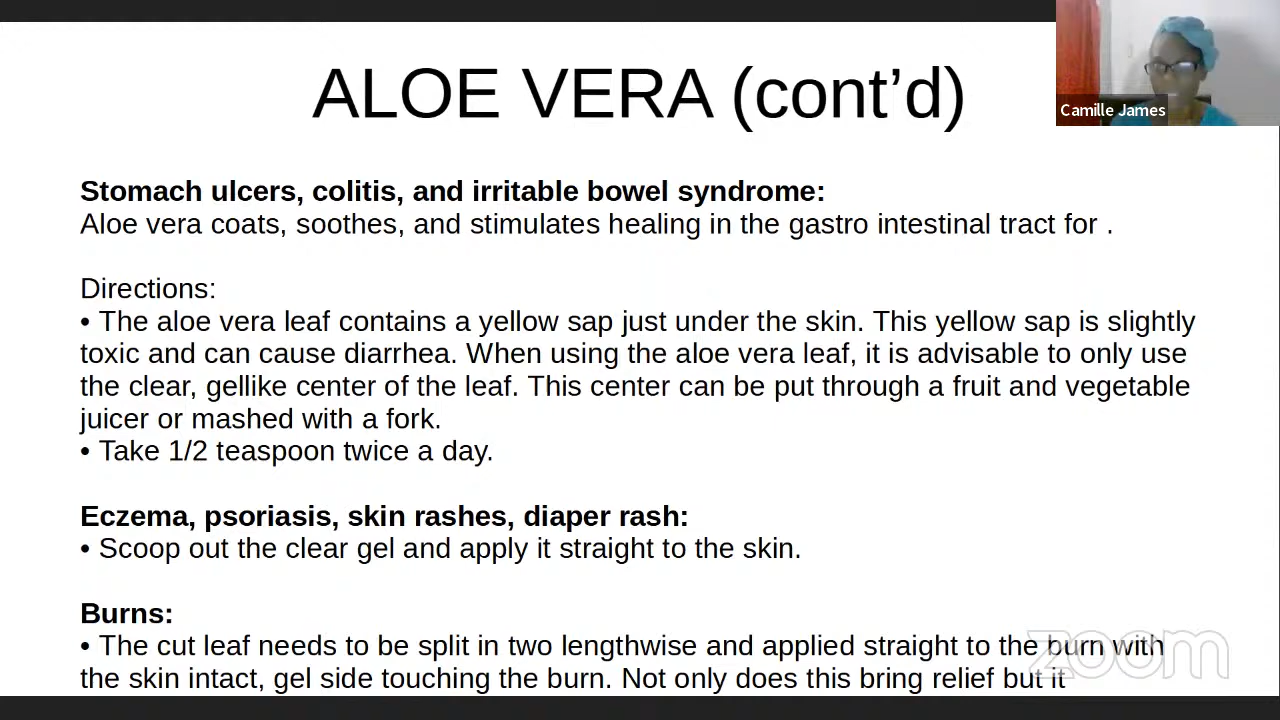 ALOE VERA (cont’d)
Camille James
Stomach ulcers, colitis, and irritable bowel syndrome:
Aloe vera coats, soothes, and stimulates healing in the gastro intestinal tract for .
Directions:
• The aloe vera leaf contains a yellow sap just under the skin. This yellow sap is slightly
toxic and can cause diarrhea. When using the aloe vera leaf, it is advisable to only use
the clear, gellike center of the leaf. This center can be put through a fruit and vegetable
juicer or mashed with a fork.
• Take 1/2 teaspoon twice a day.
Eczema, psoriasis, skin rashes, diaper rash:
• Scoop out the clear gel and apply it straight to the skin.
Burns:
• The cut leaf needs to be split in two lengthwise and applied straight to the burn with
the skin intact, gel side touching the burn. Not only does this bring relief but it
zoom